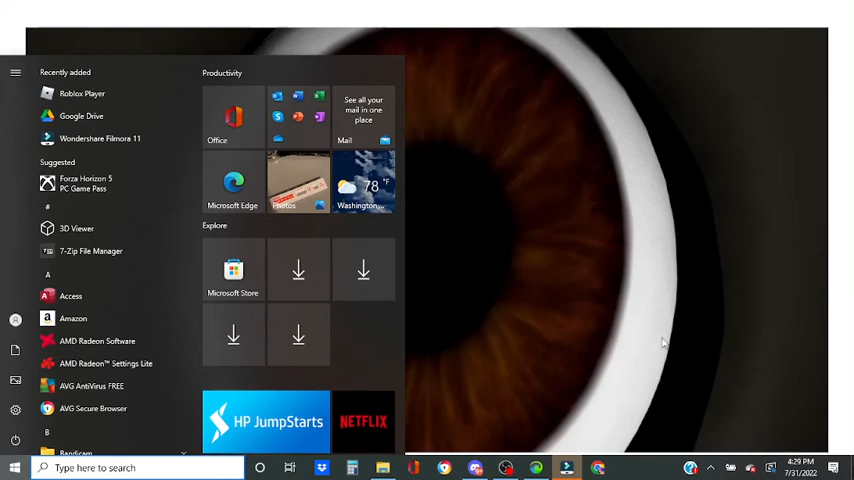 Recently added
Roblox Player
Google Drive
Wondershare Filmora 11
Suggested
Forza Horizon 5
PC Game Pass
#
3D Viewer
7-Zip File Manager
A
Access
Amazon
AMD Radeon Software
AMD Radeon™ Settings Lite
AVG AntiVirus FREE
AVG Secure Browser
B
Bandicam
Productivity
Office
See all your
mail in one
place
Mail
Microsoft Edge
Photos
78 °F
Washington...
Explore
Microsoft Store
HP JumpStarts
NETFLIX
Type here to search
4:29 PM
7/31/2022